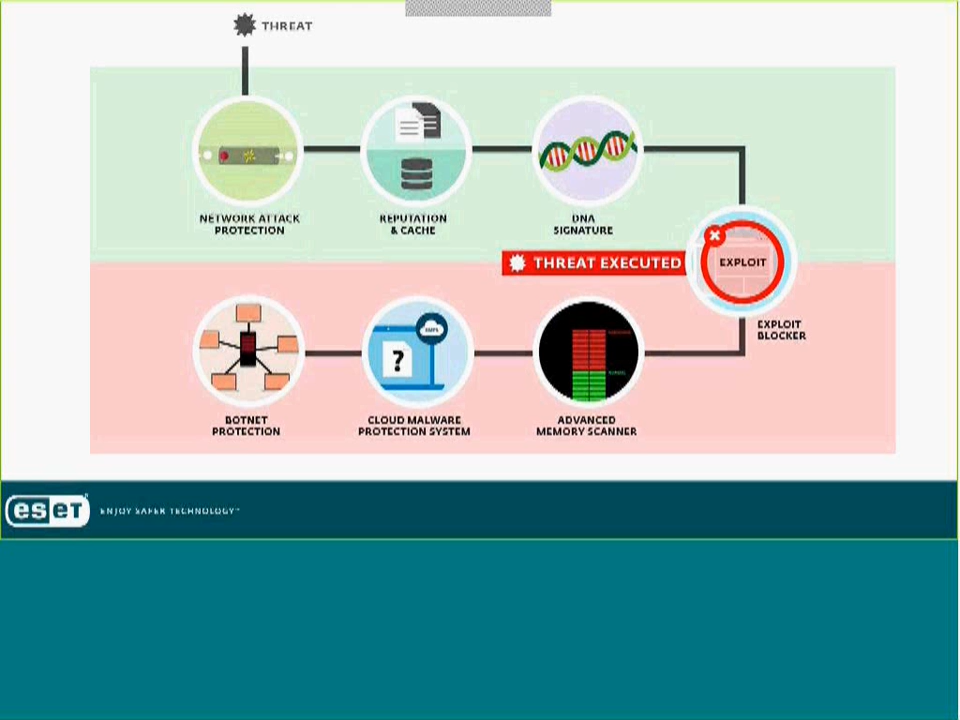 THREAT
NETWORK ATTACK
PROTECTION
REPUTATION
& CACHE
DNA
SIGNATURE
THREAT EXECUTED
EXPLOIT
EXPLOIT
BLOCKER
?
BOTNET
PROTECTION
CLOUD MALWARE
PROTECTION SYSTEM
ADVANCED
MEMORY SCANNER
eseT ENJOY SAFER TECHNOLOGY™